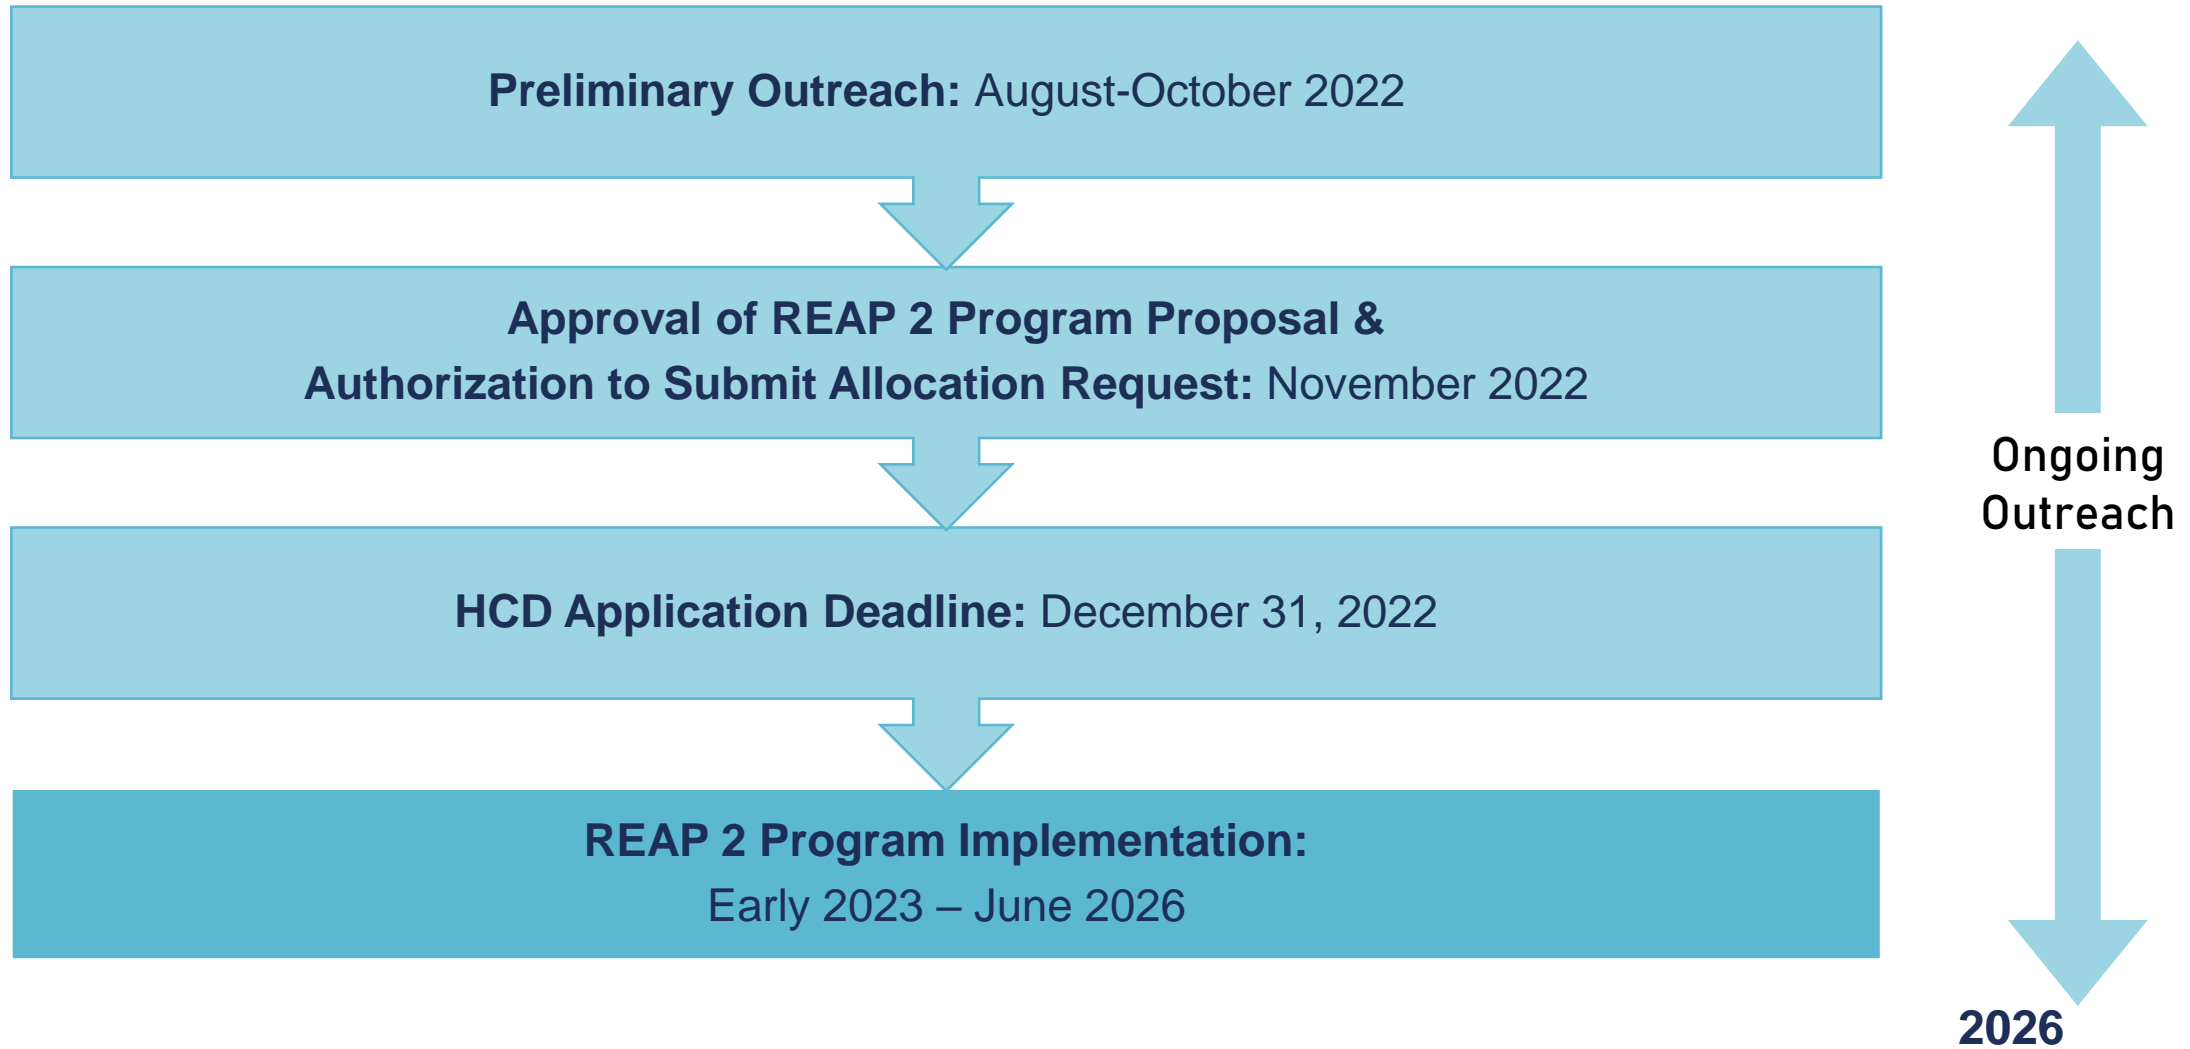 Preliminary Outreach: August-October 2022
Approval of REAP 2 Program Proposal &
Authorization to Submit Allocation Request: November 2022
HCD Application Deadline: December 31, 2022
REAP 2 Program Implementation:
Early 2023 – June 2026
Ongoing
Outreach
2026